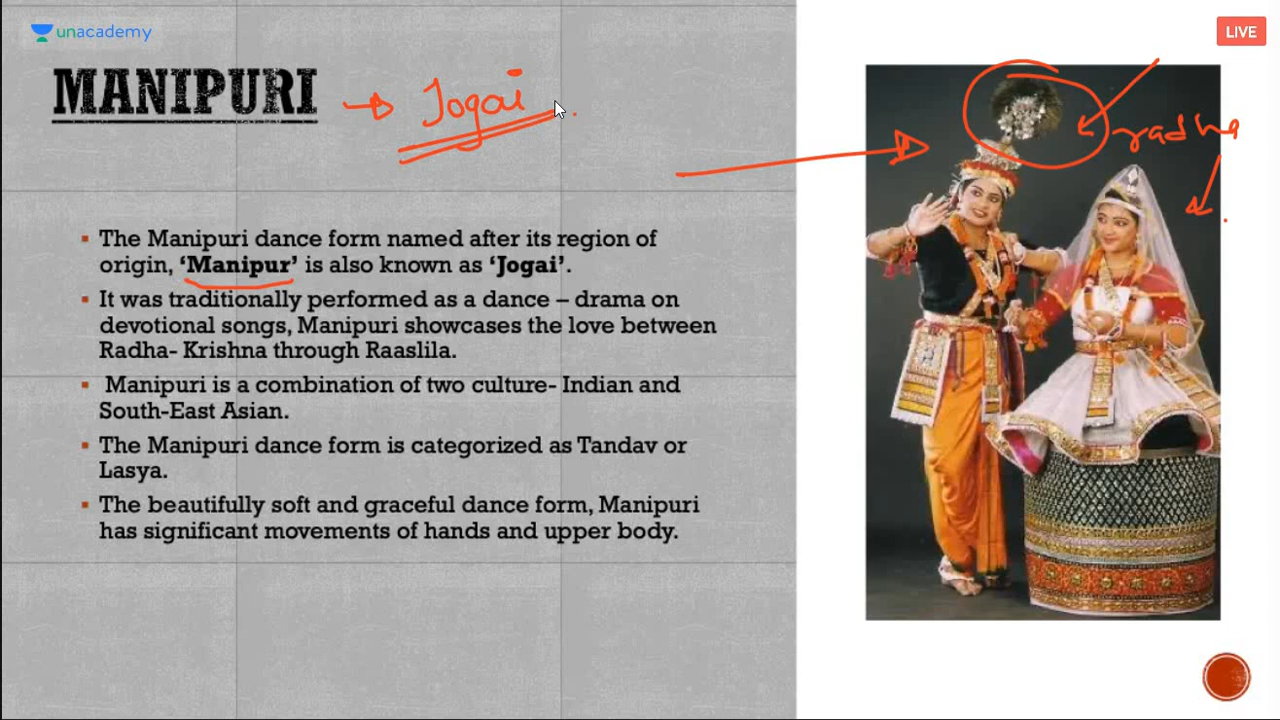 unacademy
LIVE
MANIPURI → Jogai
radha
▪ The Manipuri dance form named after its region of
origin, ‘Manipur’ is also known as ‘Jogai’.
▪ It was traditionally performed as a dance – drama on
devotional songs, Manipuri showcases the love between
Radha- Krishna through Raaslila.
▪ Manipuri is a combination of two culture- Indian and
South-East Asian.
▪ The Manipuri dance form is categorized as Tandav or
Lasya.
▪ The beautifully soft and graceful dance form, Manipuri
has significant movements of hands and upper body.